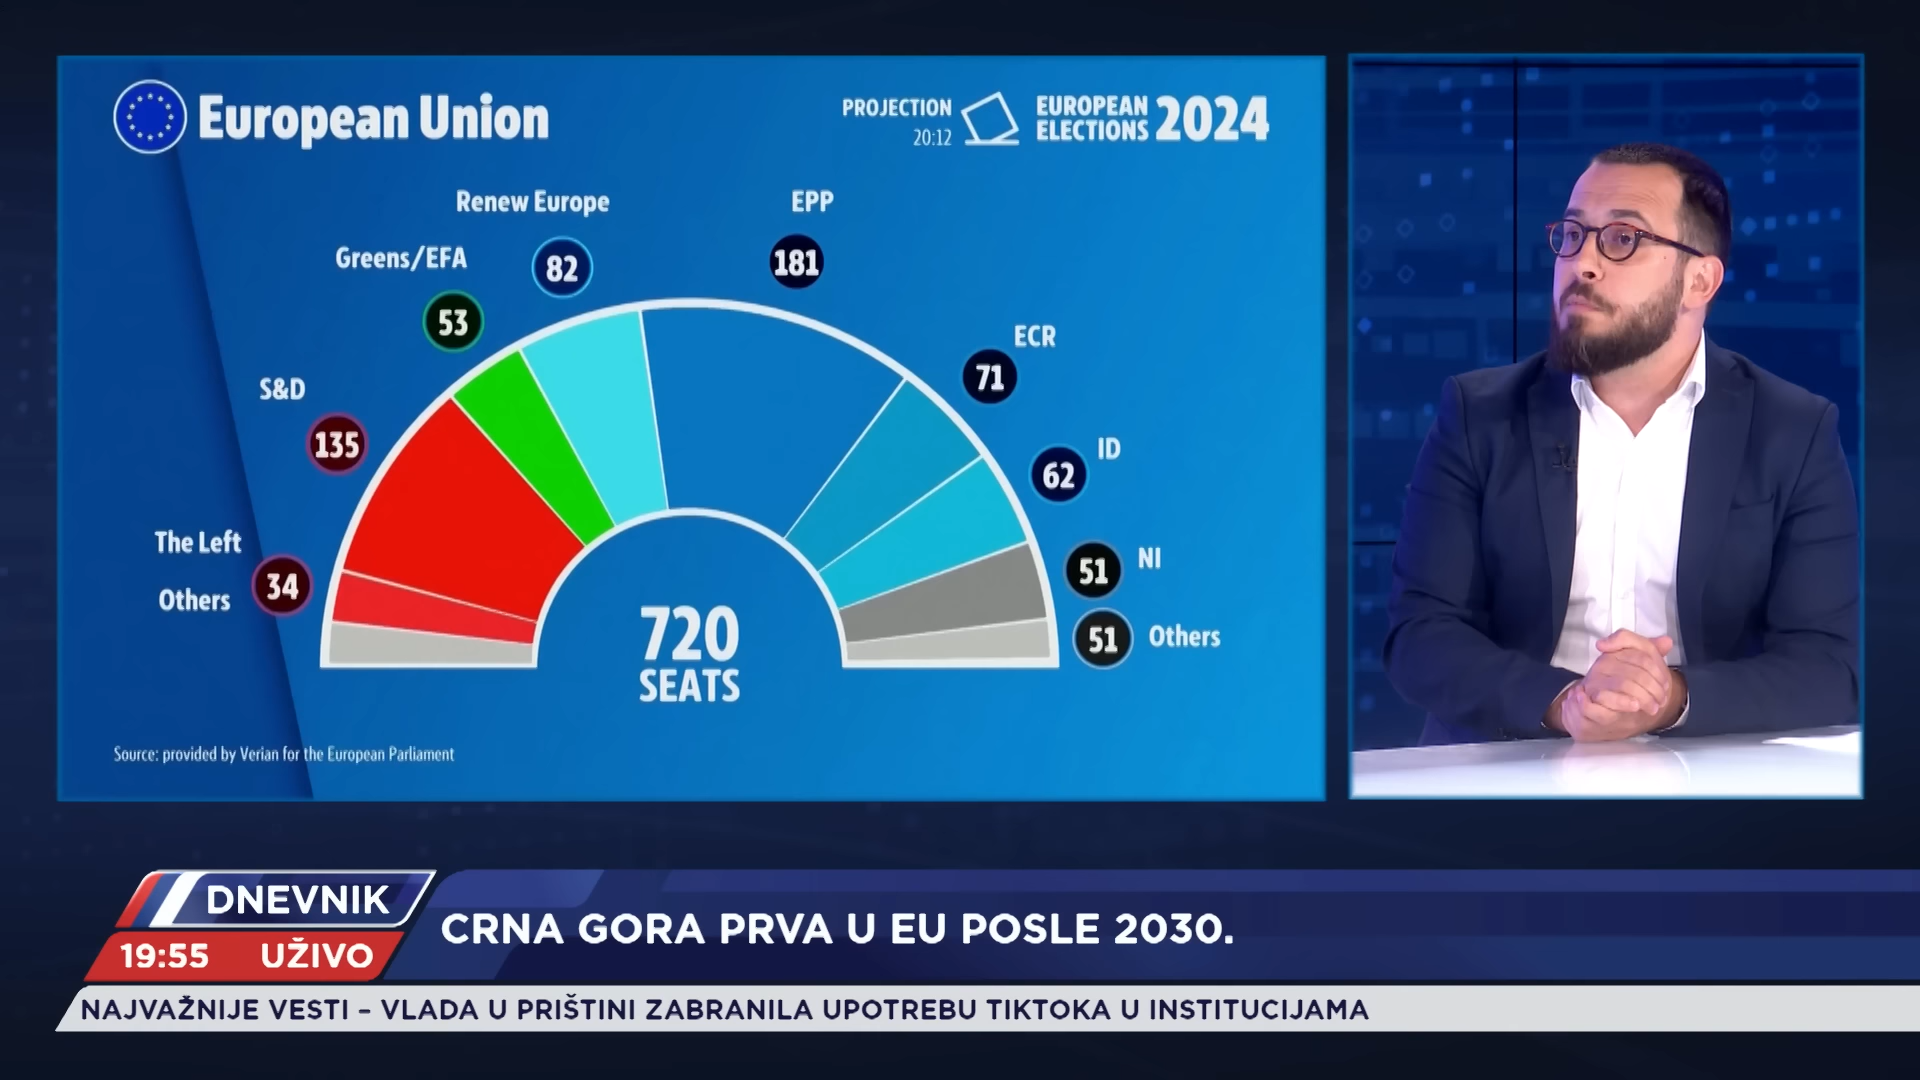 European Union
PROJECTION
20:12
EUROPEAN
ELECTIONS 2024
Renew Europe
82
EPP
181
Greens/EFA
53
ECR
71
S&D
135
ID
62
The Left
34
Others
NI
51
51
Others
720
SEATS
Source: provided by Verian for the European Parliament
DNEVNIK
19:55 UŽIVO
CRNA GORA PRVA U EU POSLE 2030.
NAJVAŽNIJE VESTI – VLADA U PRIŠTINI ZABRANILA UPOTREBU TIKTOKA U INSTITUCIJAMA